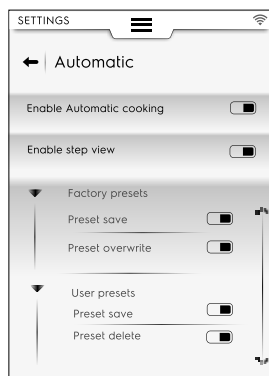 SETTINGS
Automatic
Enable Automatic cooking
Enable step view
Factory presets
Preset save
Preset overwrite
User presets
Preset save
Preset delete